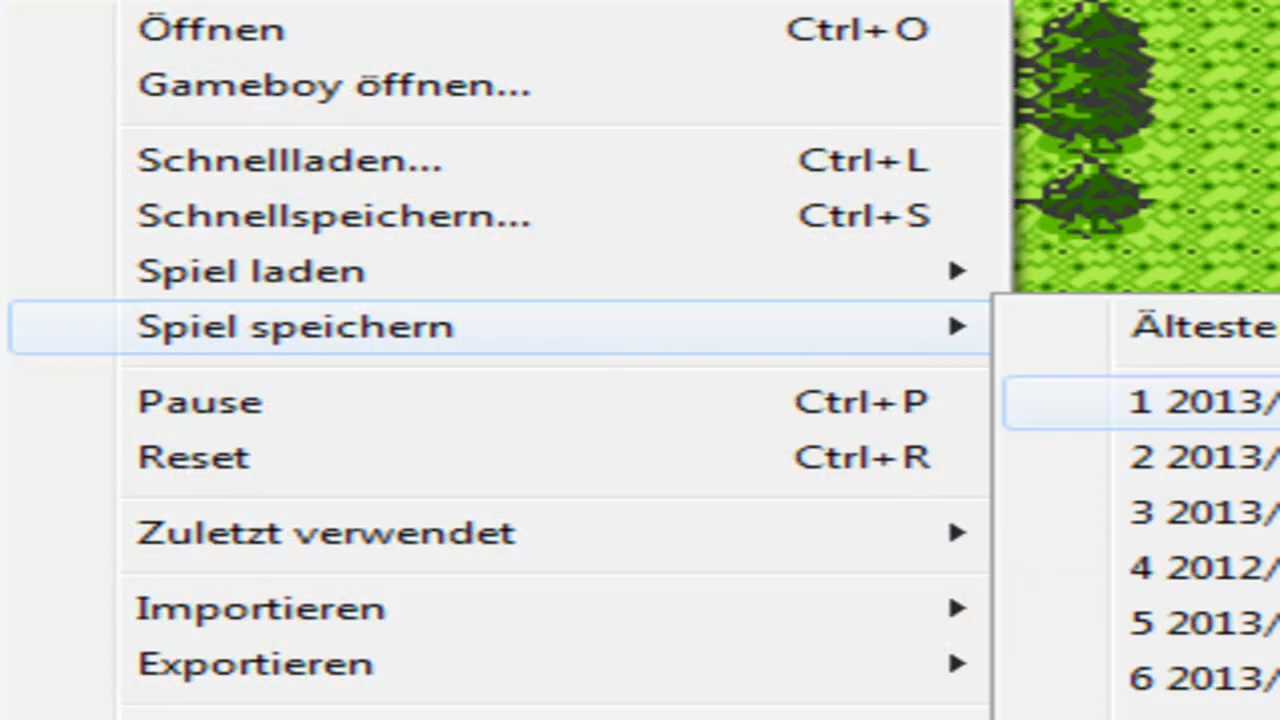 Öffnen Ctrl+O
Gameboy öffnen...
Schnellladen... Ctrl+L
Schnellspeichern... Ctrl+S
Spiel laden
Spiel speichern
Älteste
Pause Ctrl+P
1 2013/
Reset Ctrl+R
2 2013/
3 2013/
Zuletzt verwendet
4 2012/
Importieren
5 2013/
Exportieren
6 2013/